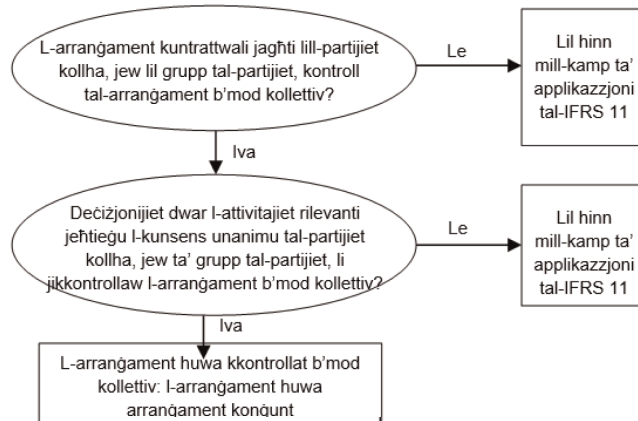 L-arranġament kuntrattwali jagħti lill-partijiet
kollha, jew lil grupp tal-partijiet, kontroll
tal-arranġament b'mod kollettiv?
Le
Lil hinn
mill-kamp ta'
applikazzjoni
tal-IFRS 11
Iva
Deċiżjonijiet dwar l-attivitajiet rilevanti
jeħtieġu l-kunsens unanimu tal-partijiet
kollha, jew ta' grupp tal-partijiet, li
jikkontrollaw l-arranġament b'mod kollettiv?
Le
Lil hinn
mill-kamp ta'
applikazzjoni
tal-IFRS 11
Iva
L-arranġament huwa kkontrollat b'mod
kollettiv: l-arranġament huwa
arranġament konġunt